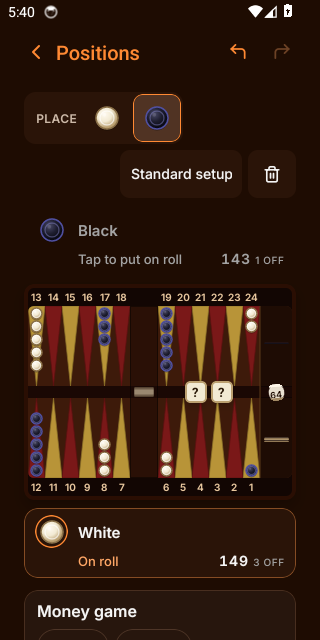 5:40
Positions
PLACE
Standard setup
Black
Tap to put on roll 143 1 OFF
13 14 15 16 17 18 19 20 21 22 23 24
? ? 64
12 11 10 9 8 7 6 5 4 3 2 1
White
On roll 149 3 OFF
Money game